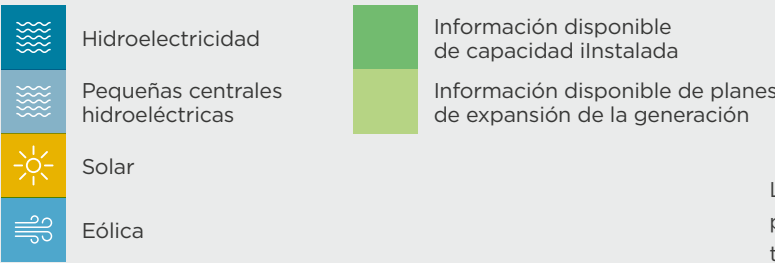 Hidroelectricidad
Pequeñas centrales
hidroeléctricas
Solar
Eólica
Información disponible
de capacidad iInstalada
Información disponible de planes
de expansión de la generación